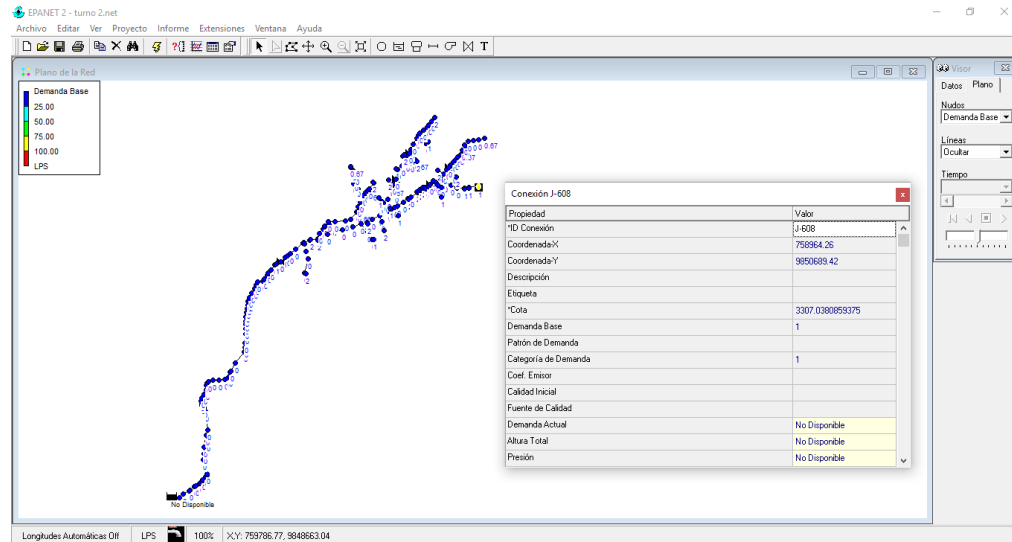 EPANET 2 - turno 2.net
Archivo Editar Ver Proyecto Informe Extensiones Ventana Ayuda
Plano de la Red
Demanda Base
25.00
50.00
75.00
100.00
LPS
No Disponible
Conexión J-608
Propiedad Valor
*ID Conexión J-608
Coordenada-X 758964.26
Coordenada-Y 9850689.42
Descripción
Etiqueta
*Cota 3307.0380859375
Demanda Base 1
Patrón de Demanda
Categoría de Demanda 1
Coef. Emisor
Calidad Inicial
Fuente de Calidad
Demanda Actual No Disponible
Altura Total No Disponible
Presión No Disponible
Visor
Datos Plano
Nudos
Demanda Base
Líneas
Ocultar
Tiempo
Longitudes Automáticas Off LPS 100% X,Y: 759786.77, 9848663.04